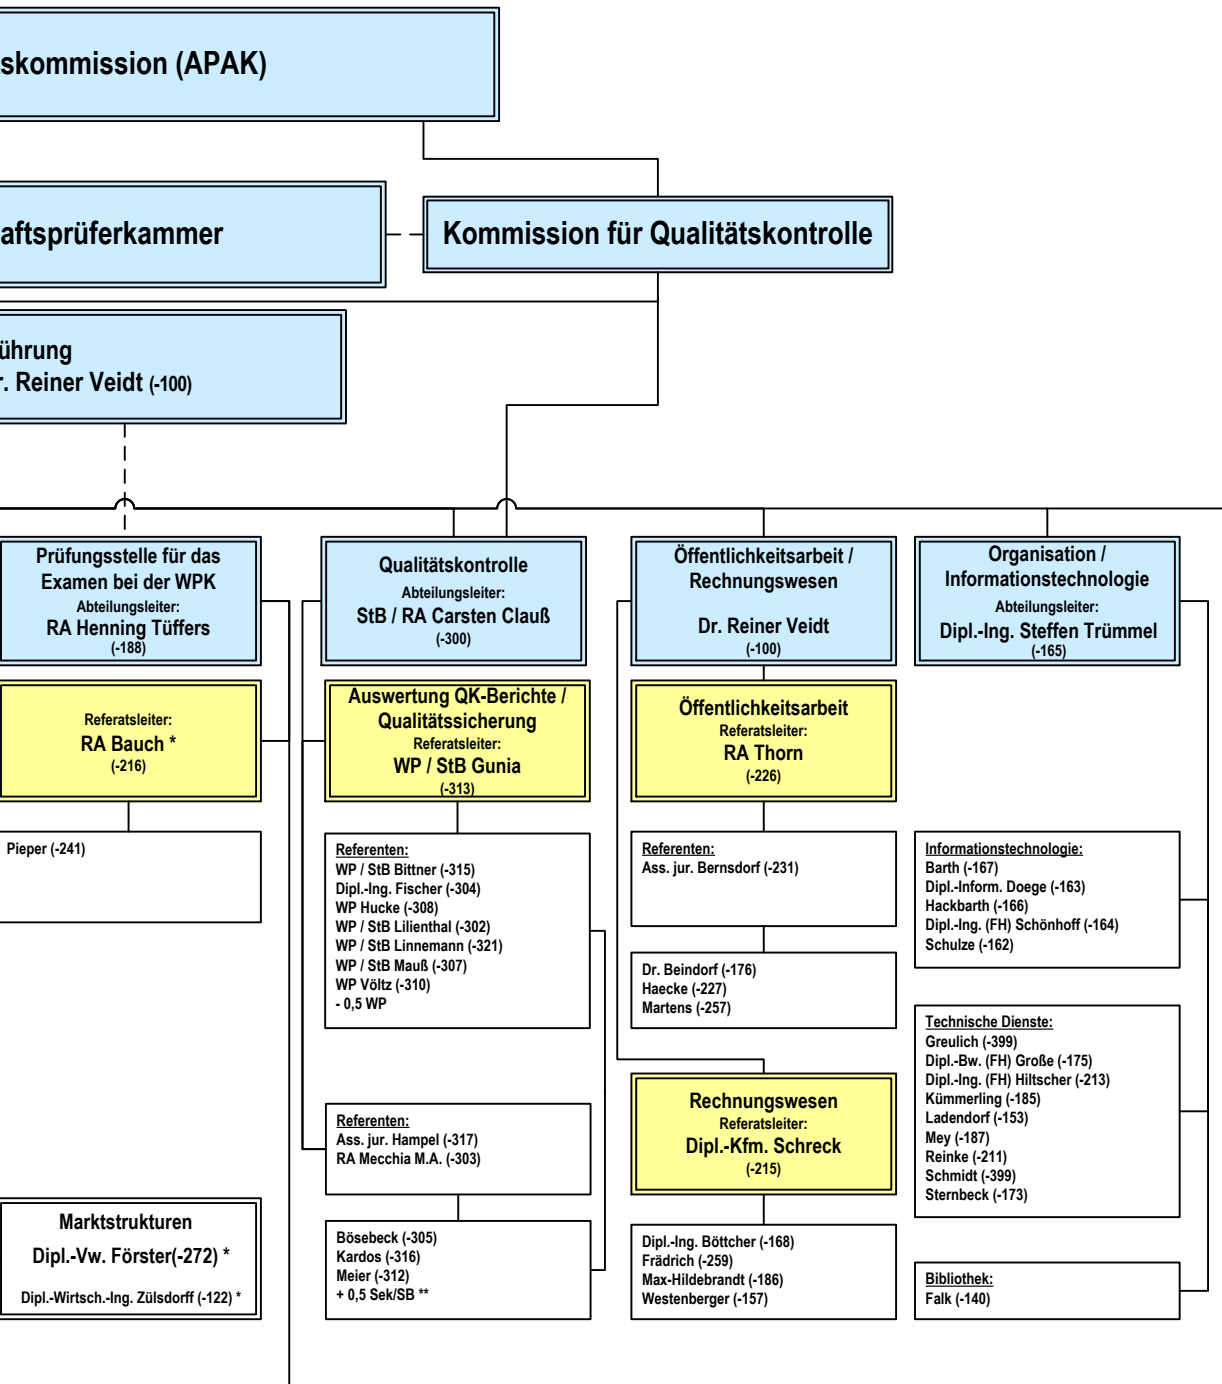 skommission (APAK)
aftsprüferkammer
Kommission für Qualitätskontrolle
ührung
r. Reiner Veidt (-100)
Prüfungsstelle für das
Examen bei der WPK
Abteilungsleiter:
RA Henning Tüffers
(-188)
Referatsleiter:
RA Bauch *
(-216)
Pieper (-241)
Marktstrukturen
Dipl.-Vw. Förster(-272) *
Dipl.-Wirtsch.-Ing. Zülsdorff (-122) *
Qualitätskontrolle
Abteilungsleiter:
StB / RA Carsten Clauß
(-300)
Auswertung QK-Berichte /
Qualitätssicherung
Referatsleiter:
WP / StB Gunia
(-313)
Referenten:
WP / StB Bittner (-315)
Dipl.-Ing. Fischer (-304)
WP Hucke (-308)
WP / StB Lilienthal (-302)
WP / StB Linnemann (-321)
WP / StB Mauß (-307)
WP Völtz (-310)
- 0,5 WP
Referenten:
Ass. jur. Hampel (-317)
RA Mecchia M.A. (-303)
Bösebeck (-305)
Kardos (-316)
Meier (-312)
+ 0,5 Sek/SB **
Öffentlichkeitsarbeit /
Rechnungswesen
Dr. Reiner Veidt
(-100)
Öffentlichkeitsarbeit
Referatsleiter:
RA Thorn
(-226)
Referenten:
Ass. jur. Bernsdorf (-231)
Dr. Beindorf (-176)
Haecke (-227)
Martens (-257)
Rechnungswesen
Referatsleiter:
Dipl.-Kfm. Schreck
(-215)
Dipl.-Ing. Böttcher (-168)
Frädrich (-259)
Max-Hildebrandt (-186)
Westenberger (-157)
Organisation /
Informationstechnologie
Abteilungsleiter:
Dipl.-Ing. Steffen Trümmel
(-165)
Informationstechnologie:
Barth (-167)
Dipl.-Inform. Doege (-163)
Hackbarth (-166)
Dipl.-Ing. (FH) Schönhoff (-164)
Schulze (-162)
Technische Dienste:
Greulich (-399)
Dipl.-Bw. (FH) Große (-175)
Dipl.-Ing. (FH) Hiltscher (-213)
Kümmerling (-185)
Ladendorf (-153)
Mey (-187)
Reinke (-211)
Schmidt (-399)
Sternbeck (-173)
Bibliothek:
Falk (-140)